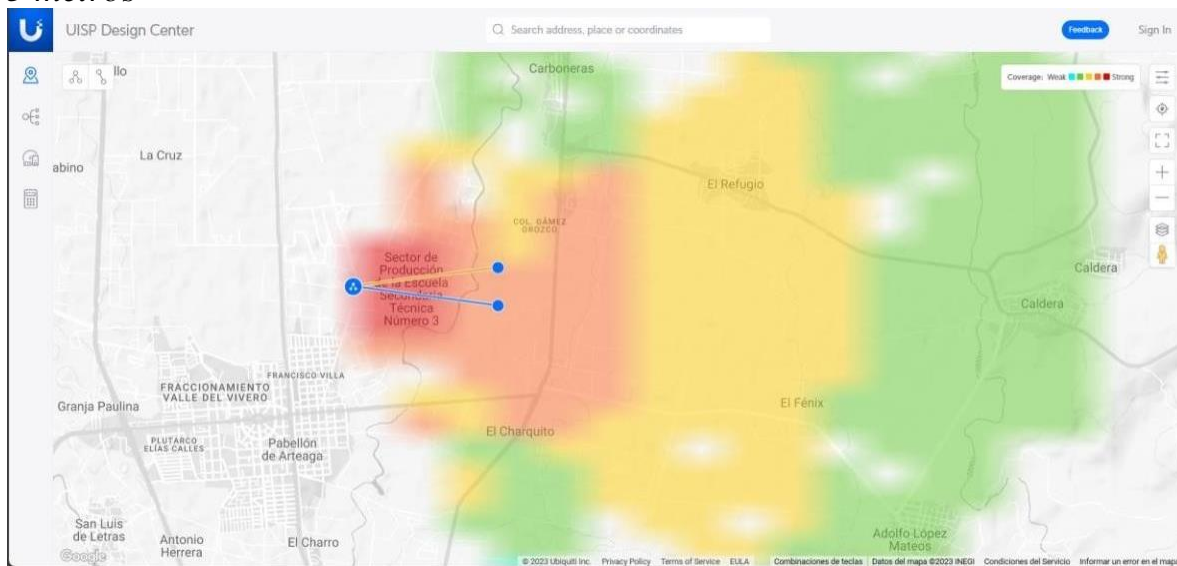 UISP Design Center
Search address, place or coordinates
Feedback
Sign In
llo
Carboneras
Coverage: Weak Strong
La Cruz
abino
El Refugio
COL. GÁMEZ
OROZCO
Sector de
Producción
de la Escuela
Secundaria
Técnica
Número 3
Caldera
Caldera
FRANCISCO VILLA
FRACCIONAMIENTO
VALLE DEL VIVERO
Granja Paulina
El Fénix
PLUTARCO
ELÍAS CALLES
Pabellón
de Arteaga
El Charquito
San Luis
de Letras
Antonio
Herrera
El Charro
Adolfo López
Mateos
Google
© 2023 Ubiquiti Inc. Privacy Policy Terms of Service EULA Combinaciones de teclas Datos del mapa ©2023 INEGI Condiciones del Servicio Informar un error en el mapa